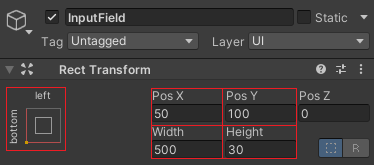 InputField
Static
Tag Untagged Layer UI
Rect Transform
left
bottom
Pos X Pos Y Pos Z
50 100 0
Width Height
500 30
R